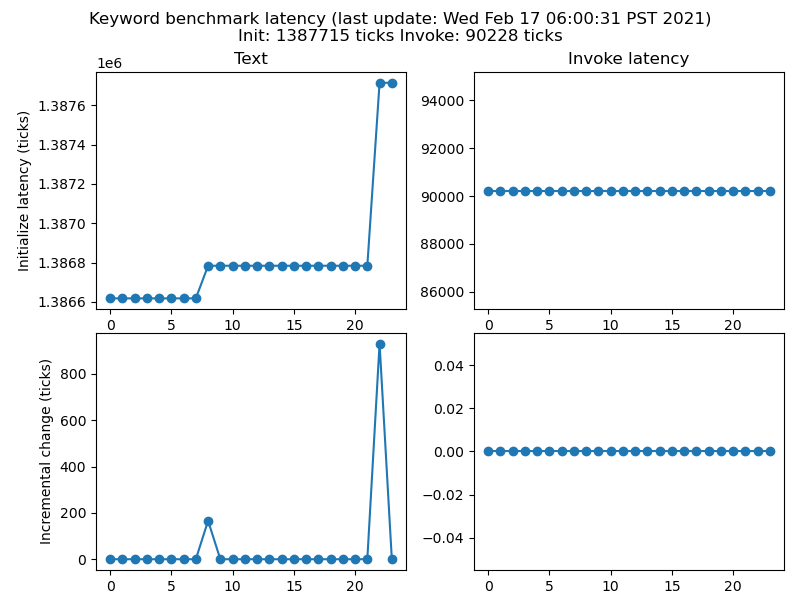 Keyword benchmark latency (last update: Wed Feb 17 06:00:31 PST 2021)
Init: 1387715 ticks Invoke: 90228 ticks
Text
Invoke latency
1e6
1.3876
1.3874
1.3872
1.3870
1.3868
1.3866
Initialize latency (ticks)
0 5 10 15 20
94000
92000
90000
88000
86000
0 5 10 15 20
800
600
400
200
0
Incremental change (ticks)
0 5 10 15 20
0.04
0.02
0.00
−0.02
−0.04
0 5 10 15 20